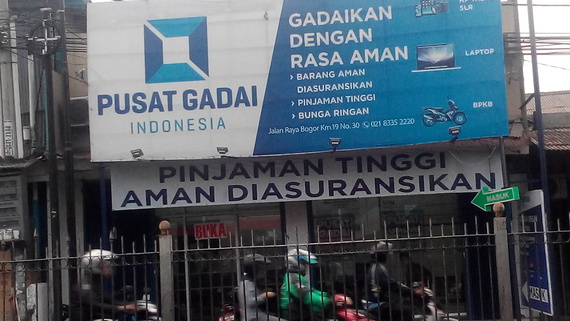 PUSAT GADAI
INDONESIA
GADAIKAN
DENGAN
RASA AMAN
› BARANG AMAN
DIASURANSIKAN
› PINJAMAN TINGGI
› BUNGA RINGAN
Jalan Raya Bogor Km.19 No. 30 021 8335 2220
SLR
LAPTOP
BPKB
PINJAMAN TINGGI
AMAN DIASURANSIKAN
MASUK
BUKA